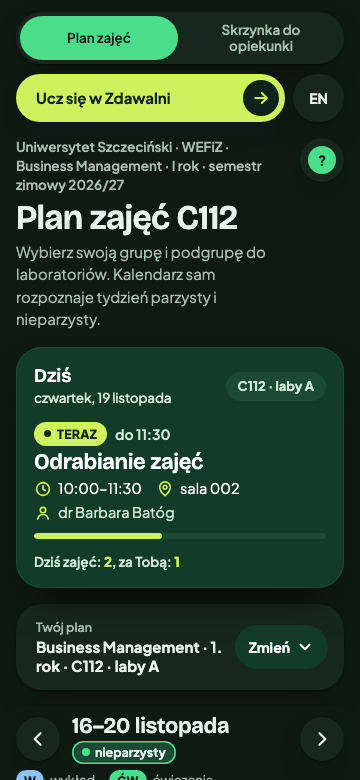 Plan zajęć
Skrzynka do
opiekunki
Ucz się w Zdawalni
EN
Uniwersytet Szczeciński · WEFiZ ·
Business Management · I rok · semestr
zimowy 2026/27
?
Plan zajęć C112
Wybierz swoją grupę i podgrupę do
laboratoriów. Kalendarz sam
rozpoznaje tydzień parzysty i
nieparzysty.
Dziś
czwartek, 19 listopada
C112 · laby A
TERAZ do 11:30
Odrabianie zajęć
10:00–11:30 sala 002
dr Barbara Batóg
Dziś zajęć: 2, za Tobą: 1
Twój plan
Business Management · 1.
rok · C112 · laby A
Zmień
16–20 listopada
nieparzysty
W wykład ĆW ćwiczenia